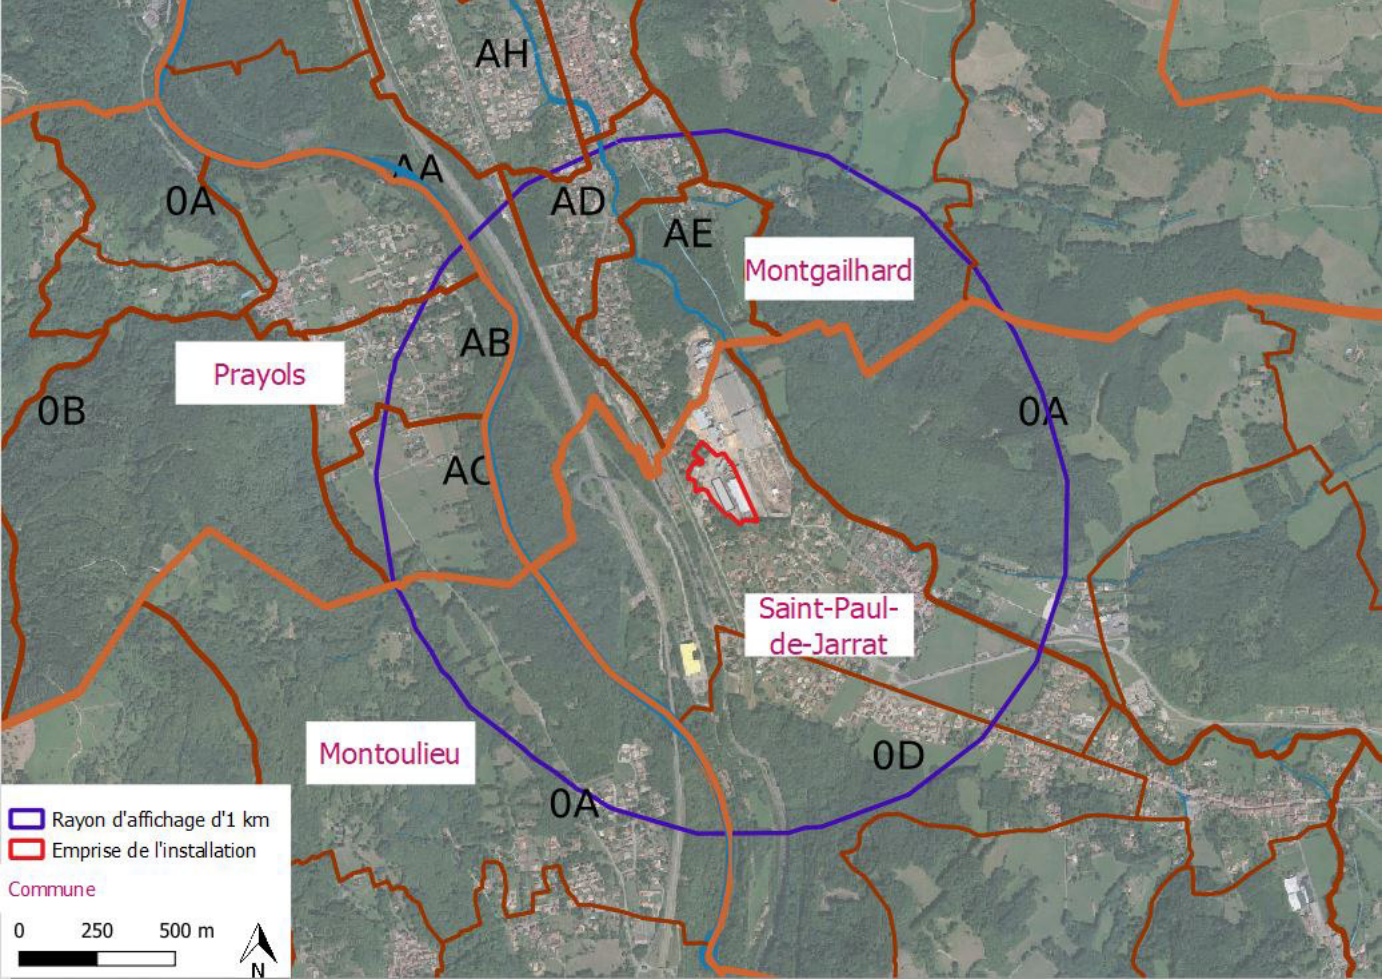 AH
AA
0A
AD
AE
Montgailhard
AB
Prayols
0B
0A
AC
Saint-Paul-
de-Jarrat
Montoulieu
0D
0A
Rayon d'affichage d'1 km
Emprise de l'installation
Commune
0 250 500 m
N